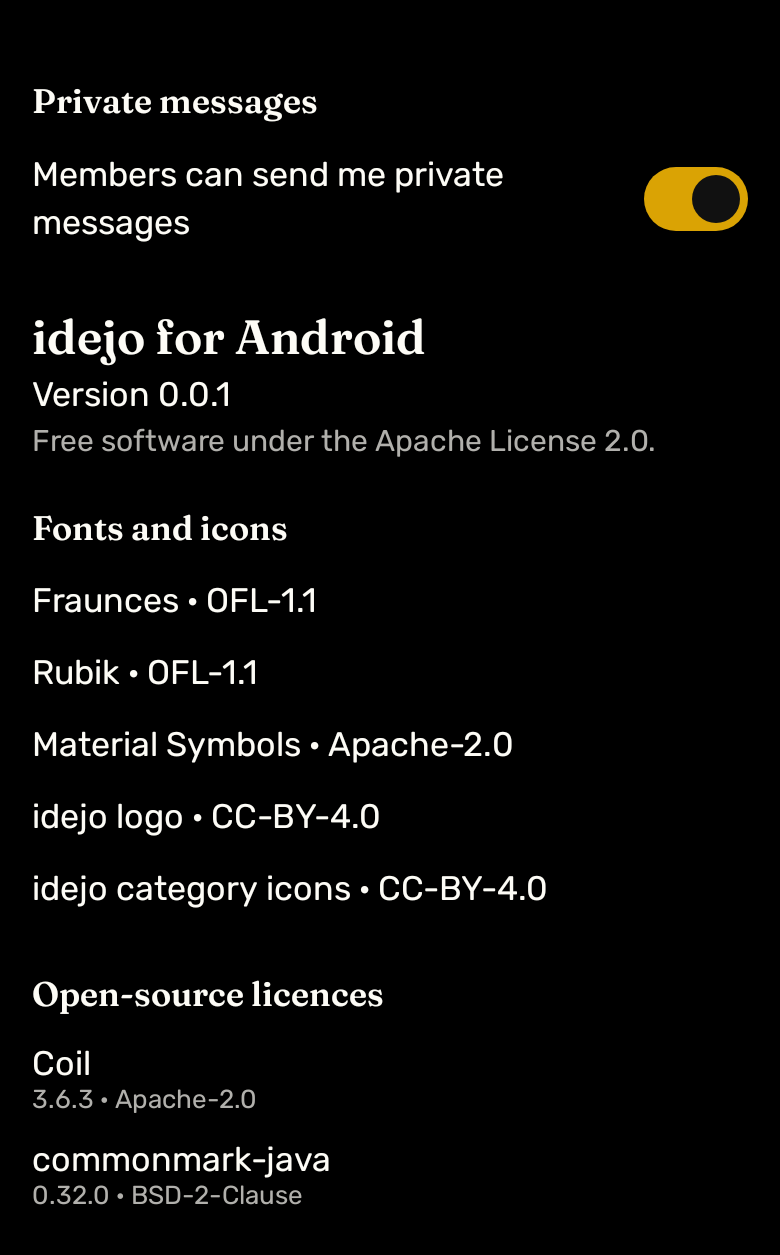 Private messages
Members can send me private
messages
idejo for Android
Version 0.0.1
Free software under the Apache License 2.0.
Fonts and icons
Fraunces • OFL-1.1
Rubik • OFL-1.1
Material Symbols • Apache-2.0
idejo logo • CC-BY-4.0
idejo category icons • CC-BY-4.0
Open-source licences
Coil
3.6.3 • Apache-2.0
commonmark-java
0.32.0 • BSD-2-Clause